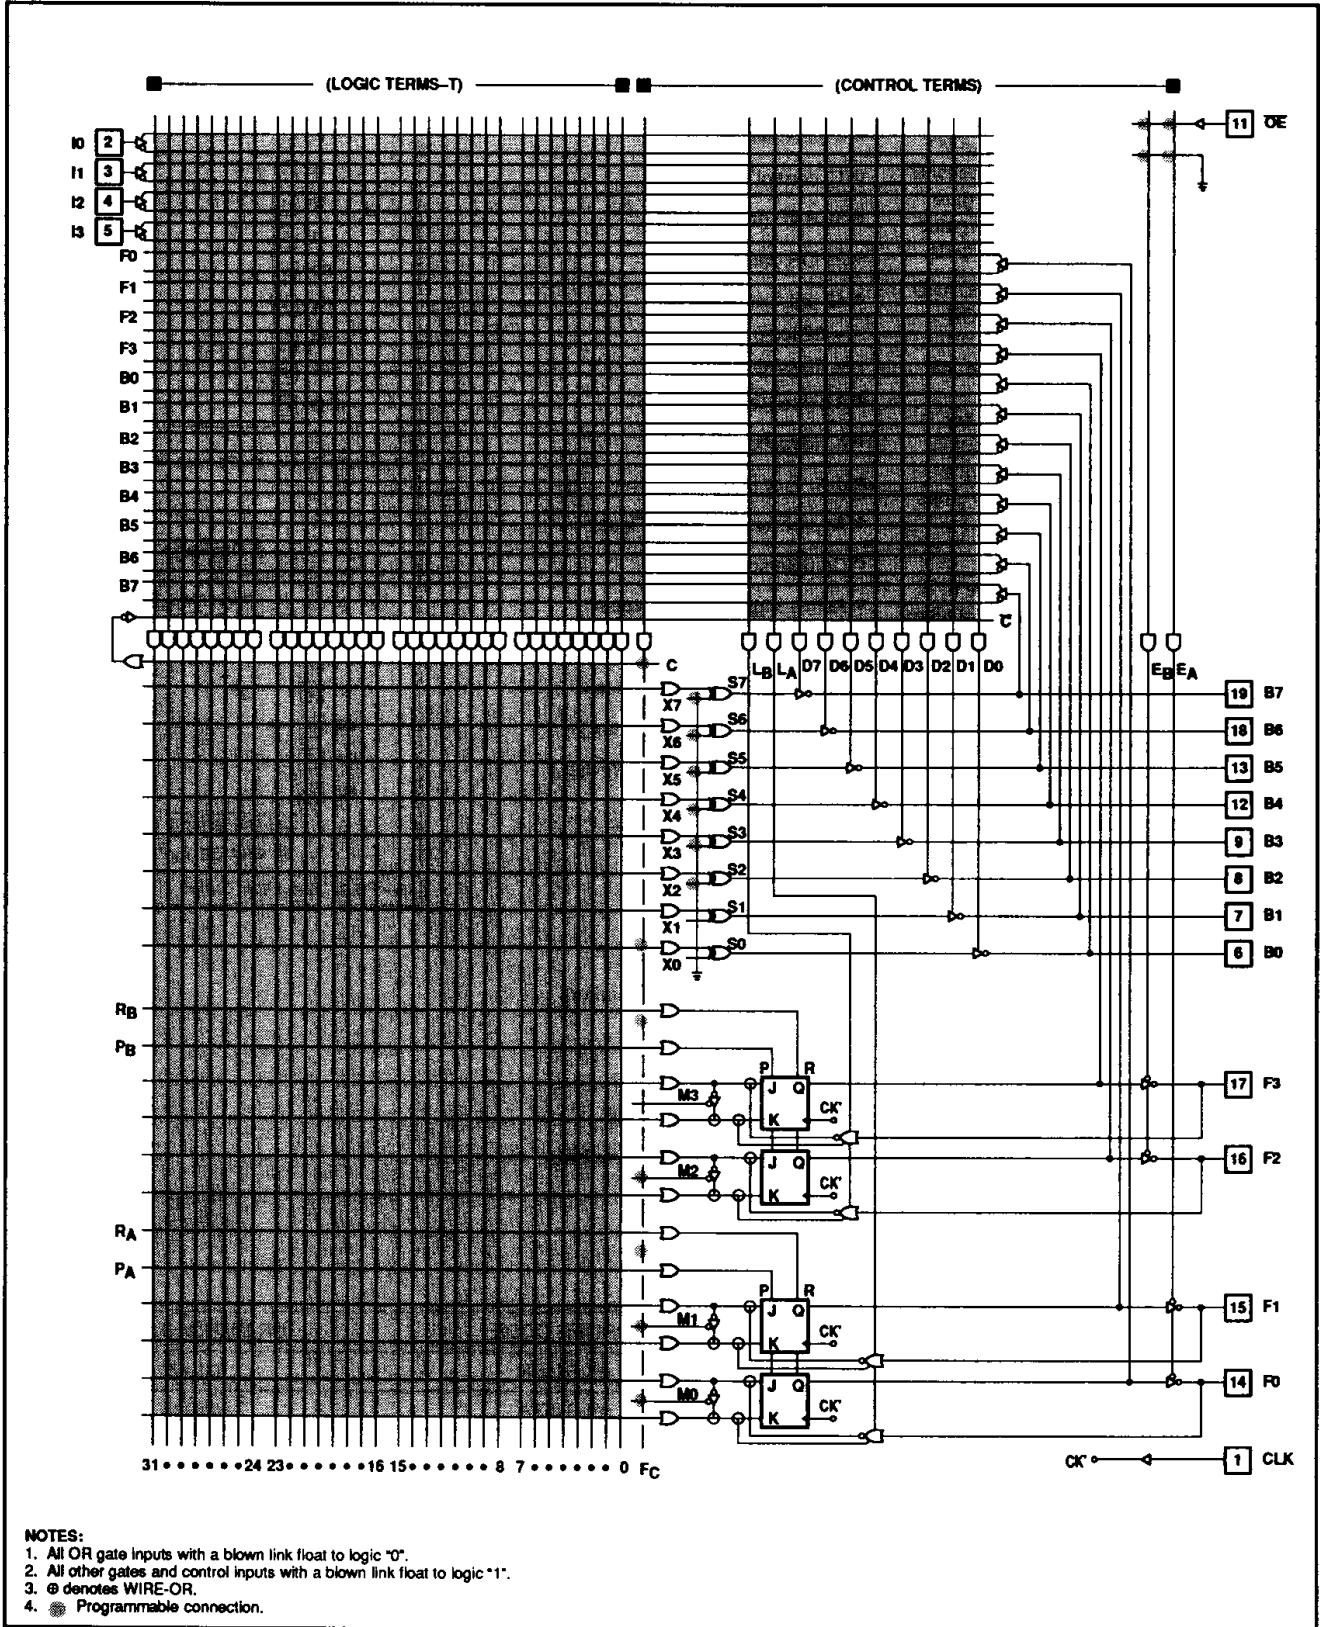 (LOGIC TERMS–T) (CONTROL TERMS)
11 OE
I0 2
I1 3
I2 4
I3 5
F0
F1
F2
F3
B0
B1
B2
B3
B4
B5
B6
B7
C
C LB LA D7 D6 D5 D4 D3 D2 D1 D0 EB EA
X7 S7 19 B7
X6 S6 18 B6
X5 S5 13 B5
X4 S4 12 B4
X3 S3 9 B3
X2 S2 8 B2
X1 S1 7 B1
X0 S0 6 B0
RB
PB
P R
M3 J Q CK' 17 F3
K
M2 J Q CK' 16 F2
K
RA
PA
P R
M1 J Q CK' 15 F1
K
M0 J Q CK' 14 F0
K
31 • • • • • • 24 23 • • • • • • 16 15 • • • • • • 8 7 • • • • • • 0 FC
CK' 1 CLK
NOTES:
1. All OR gate inputs with a blown link float to logic "0".
2. All other gates and control inputs with a blown link float to logic "1".
3. ⊕ denotes WIRE-OR.
4. Programmable connection.